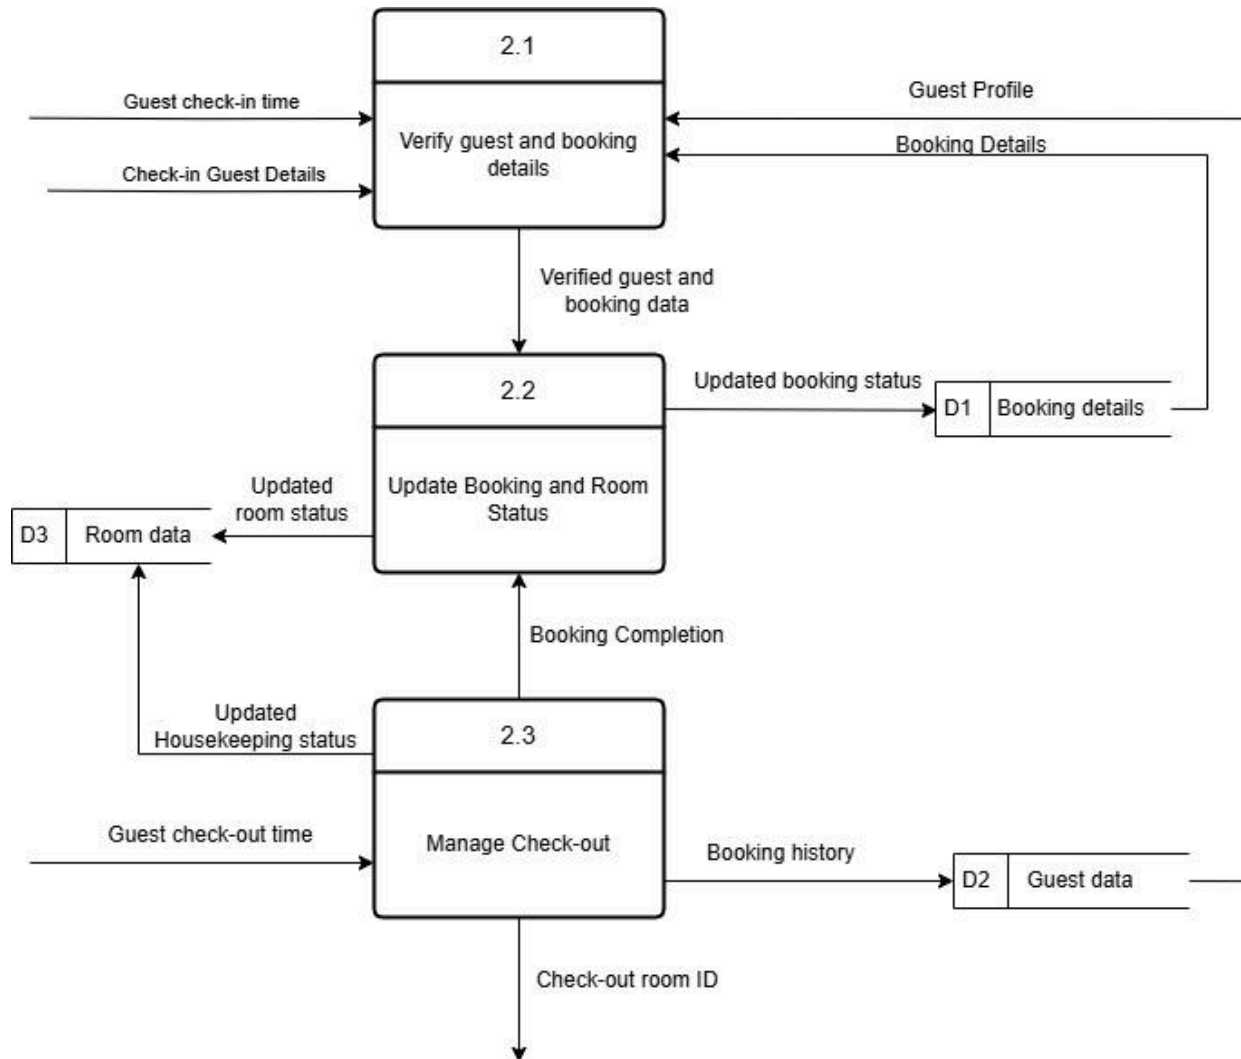 2.1
Guest check-in time
Guest Profile
Verify guest and booking
details
Booking Details
Check-in Guest Details
Verified guest and
booking data
2.2
Updated booking status
D1
Booking details
Updated
room status
Update Booking and Room
Status
D3
Room data
Booking Completion
Updated
Housekeeping status
2.3
Guest check-out time
Manage Check-out
Booking history
D2
Guest data
Check-out room ID